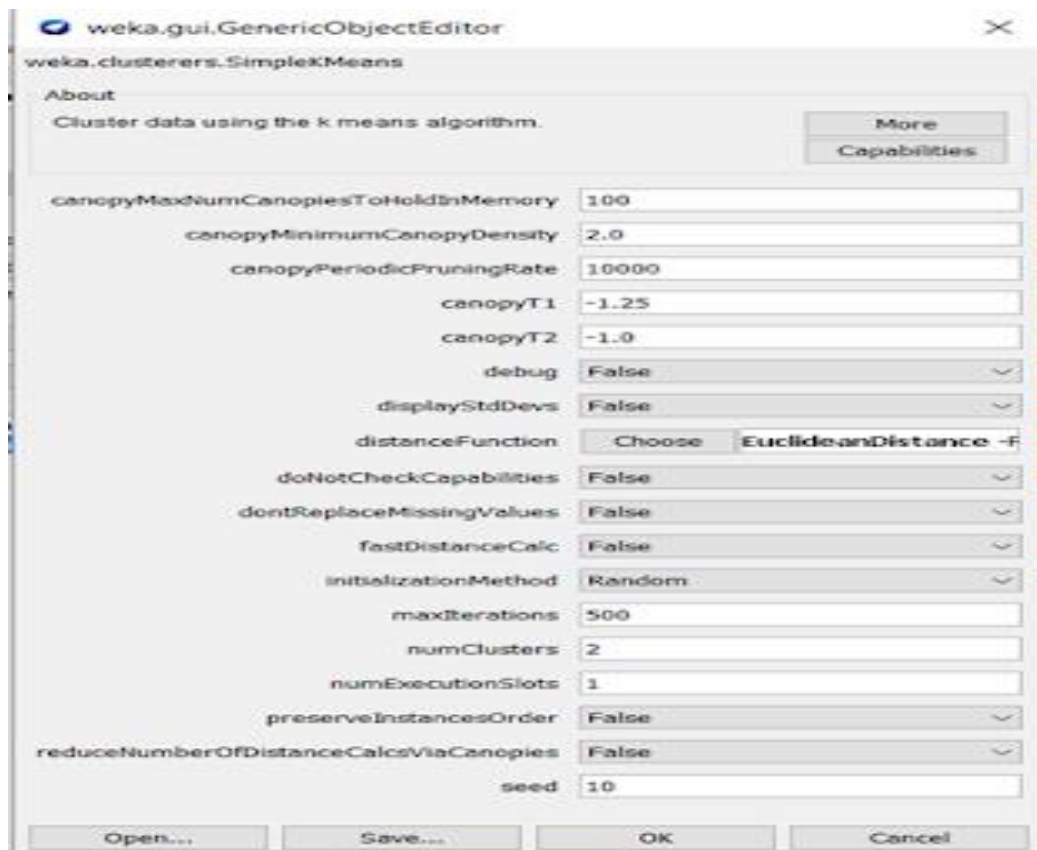 weka.gui.GenericObjectEditor
weka.clusterers.SimpleKMeans
About
Cluster data using the k means algorithm.
More
Capabilities
canopyMaxNumCanopiesToHoldInMemory 100
canopyMinimumCanopyDensity 2.0
canopyPeriodicPruningRate 10000
canopyT1 -1.25
canopyT2 -1.0
debug False
displayStdDevs False
distanceFunction Choose EuclideanDistance -R
doNotCheckCapabilities False
dontReplaceMissingValues False
fastDistanceCalc False
initializationMethod Random
maxIterations 500
numClusters 2
numExecutionSlots 1
preserveInstancesOrder False
reduceNumberOfDistanceCalcsViaCanopies False
seed 10
Open... Save... OK Cancel